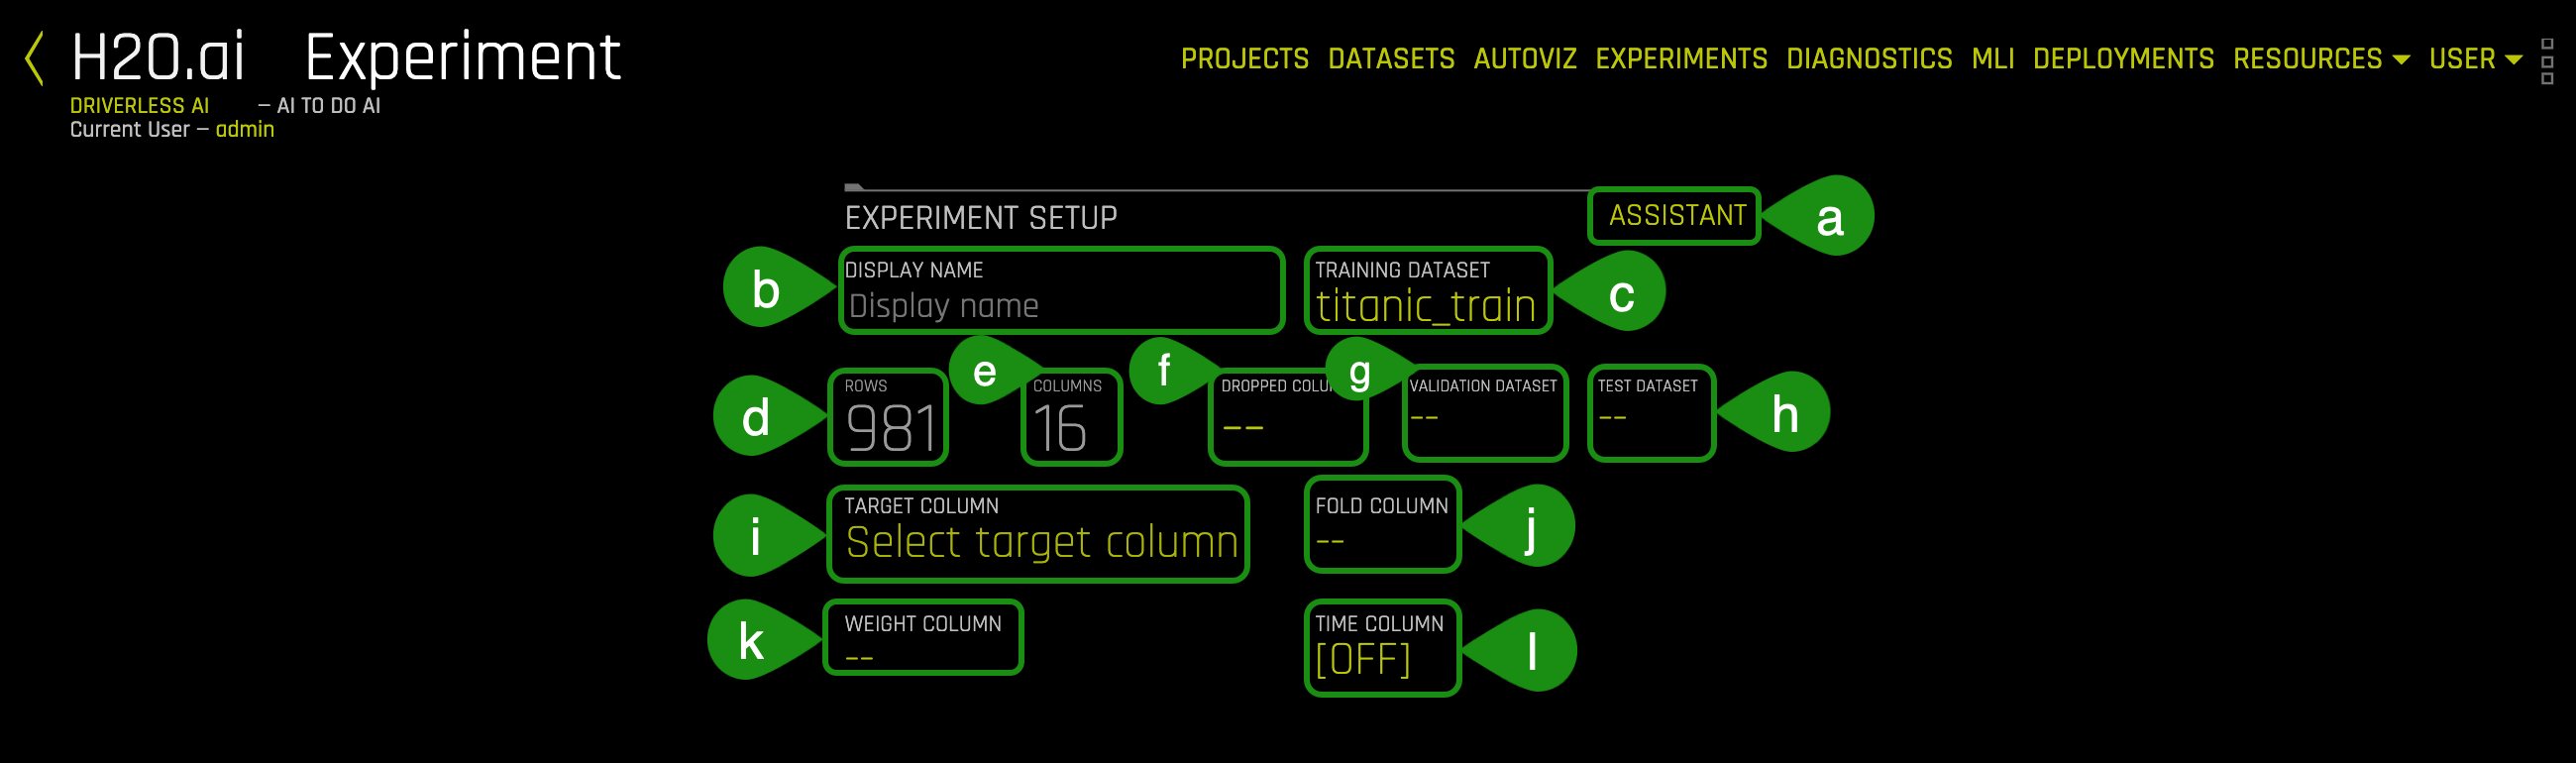 H2O.ai Experiment
PROJECTS DATASETS AUTOVIZ EXPERIMENTS DIAGNOSTICS MLI DEPLOYMENTS RESOURCES USER
DRIVERLESS AI — AI TO DO AI
Current User — admin
EXPERIMENT SETUP
ASSISTANT
a
b
DISPLAY NAME
Display name
TRAINING DATASET
titanic_train
c
d
ROWS
981
e
COLUMNS
16
f
DROPPED
--
g
VALIDATION DATASET
--
TEST DATASET
--
h
i
TARGET COLUMN
Select target column
FOLD COLUMN
--
j
k
WEIGHT COLUMN
--
TIME COLUMN
[OFF]
l